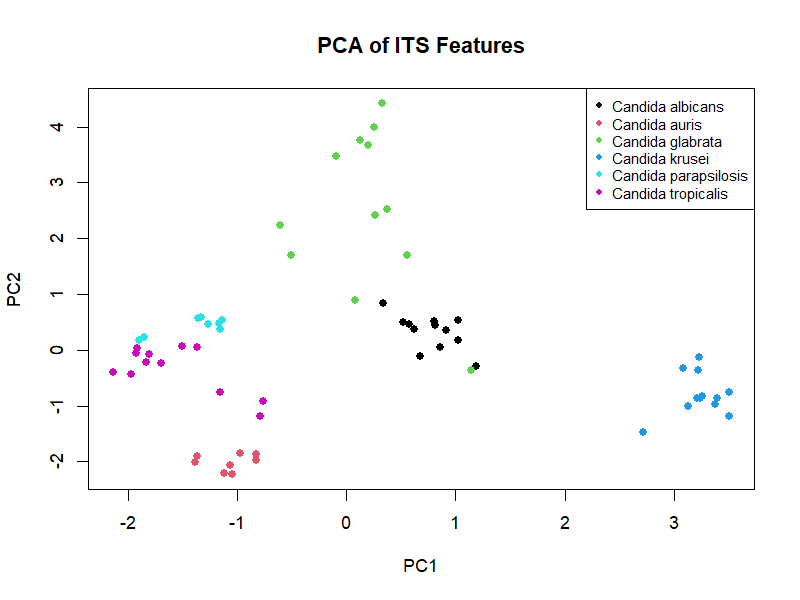 PCA of ITS Features
Candida albicans
Candida auris
Candida glabrata
Candida krusei
Candida parapsilosis
Candida tropicalis
4
3
2
1
0
-1
-2
PC2
-2 -1 0 1 2 3
PC1